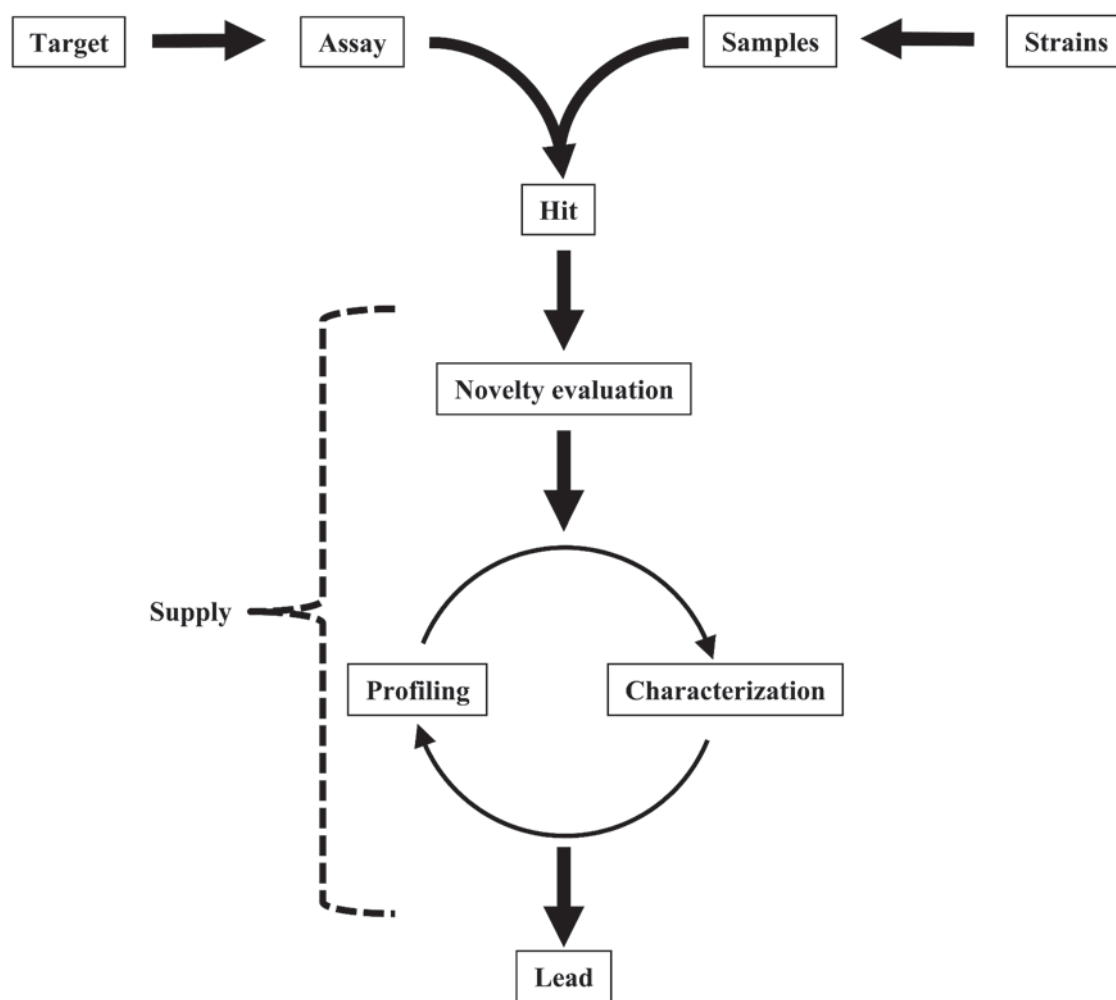 Target
Assay
Samples
Strains
Hit
Novelty evaluation
Supply
Profiling
Characterization
Lead